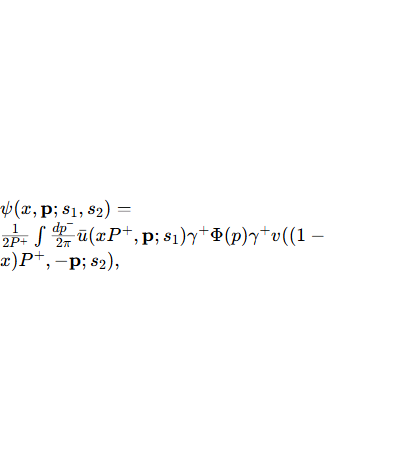 ψ(x, p; s₁, s₂) =
1/2P⁺ ∫ dp⁻/2π ū(xP⁺, p; s₁)γ⁺Φ(p)γ⁺v((1 −
x)P⁺, −p; s₂),